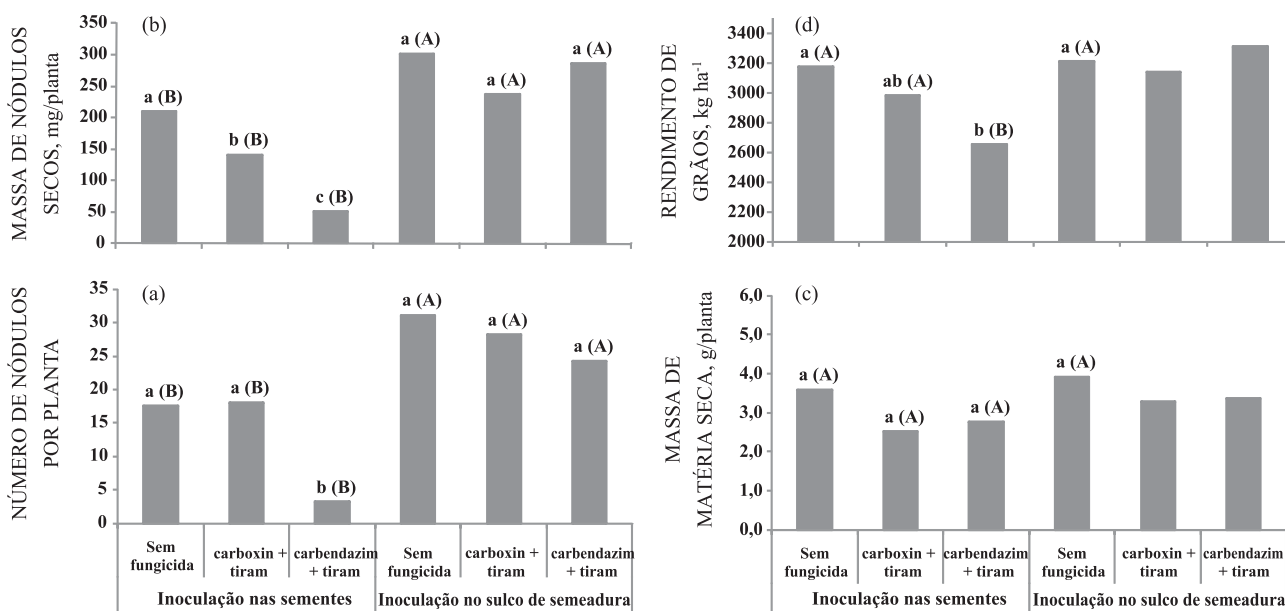 MASSA DE NÓDULOS
SECOS, mg/planta
350
300
250
200
150
100
50
0
(b)
a (B)
b (B)
c (B)
a (A)
a (A)
a (A)
RENDIMENTO DE
GRÃOS, kg ha-1
3400
3200
3000
2800
2600
2400
2200
2000
(d)
a (A)
ab (A)
b (B)
a (A)
NÚMERO DE NÓDULOS
POR PLANTA
35
30
25
20
15
10
5
0
(a)
a (B)
a (B)
b (B)
a (A)
a (A)
a (A)
Sem
fungicida
carboxin +
tiram
carbendazim
+ tiram
Sem
fungicida
carboxin +
tiram
carbendazim
+ tiram
Inoculação nas sementes
Inoculação no sulco de semeadura
MASSA DE
MATÉRIA SECA, g/planta
6,0
5,0
4,0
3,0
2,0
1,0
0,0
(c)
a (A)
a (A)
a (A)
a (A)
Sem
fungicida
carboxin +
tiram
carbendazim
+ tiram
Sem
fungicida
carboxin +
tiram
carbendazim
+ tiram
Inoculação nas sementes
Inoculação no sulco de semeadura